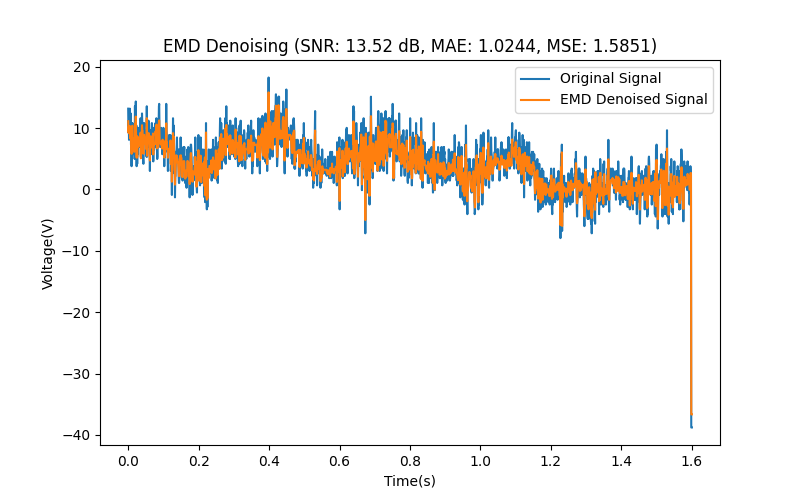 EMD Denoising (SNR: 13.52 dB, MAE: 1.0244, MSE: 1.5851)
Original Signal
EMD Denoised Signal
20
10
0
−10
−20
−30
−40
Voltage(V)
0.0 0.2 0.4 0.6 0.8 1.0 1.2 1.4 1.6
Time(s)